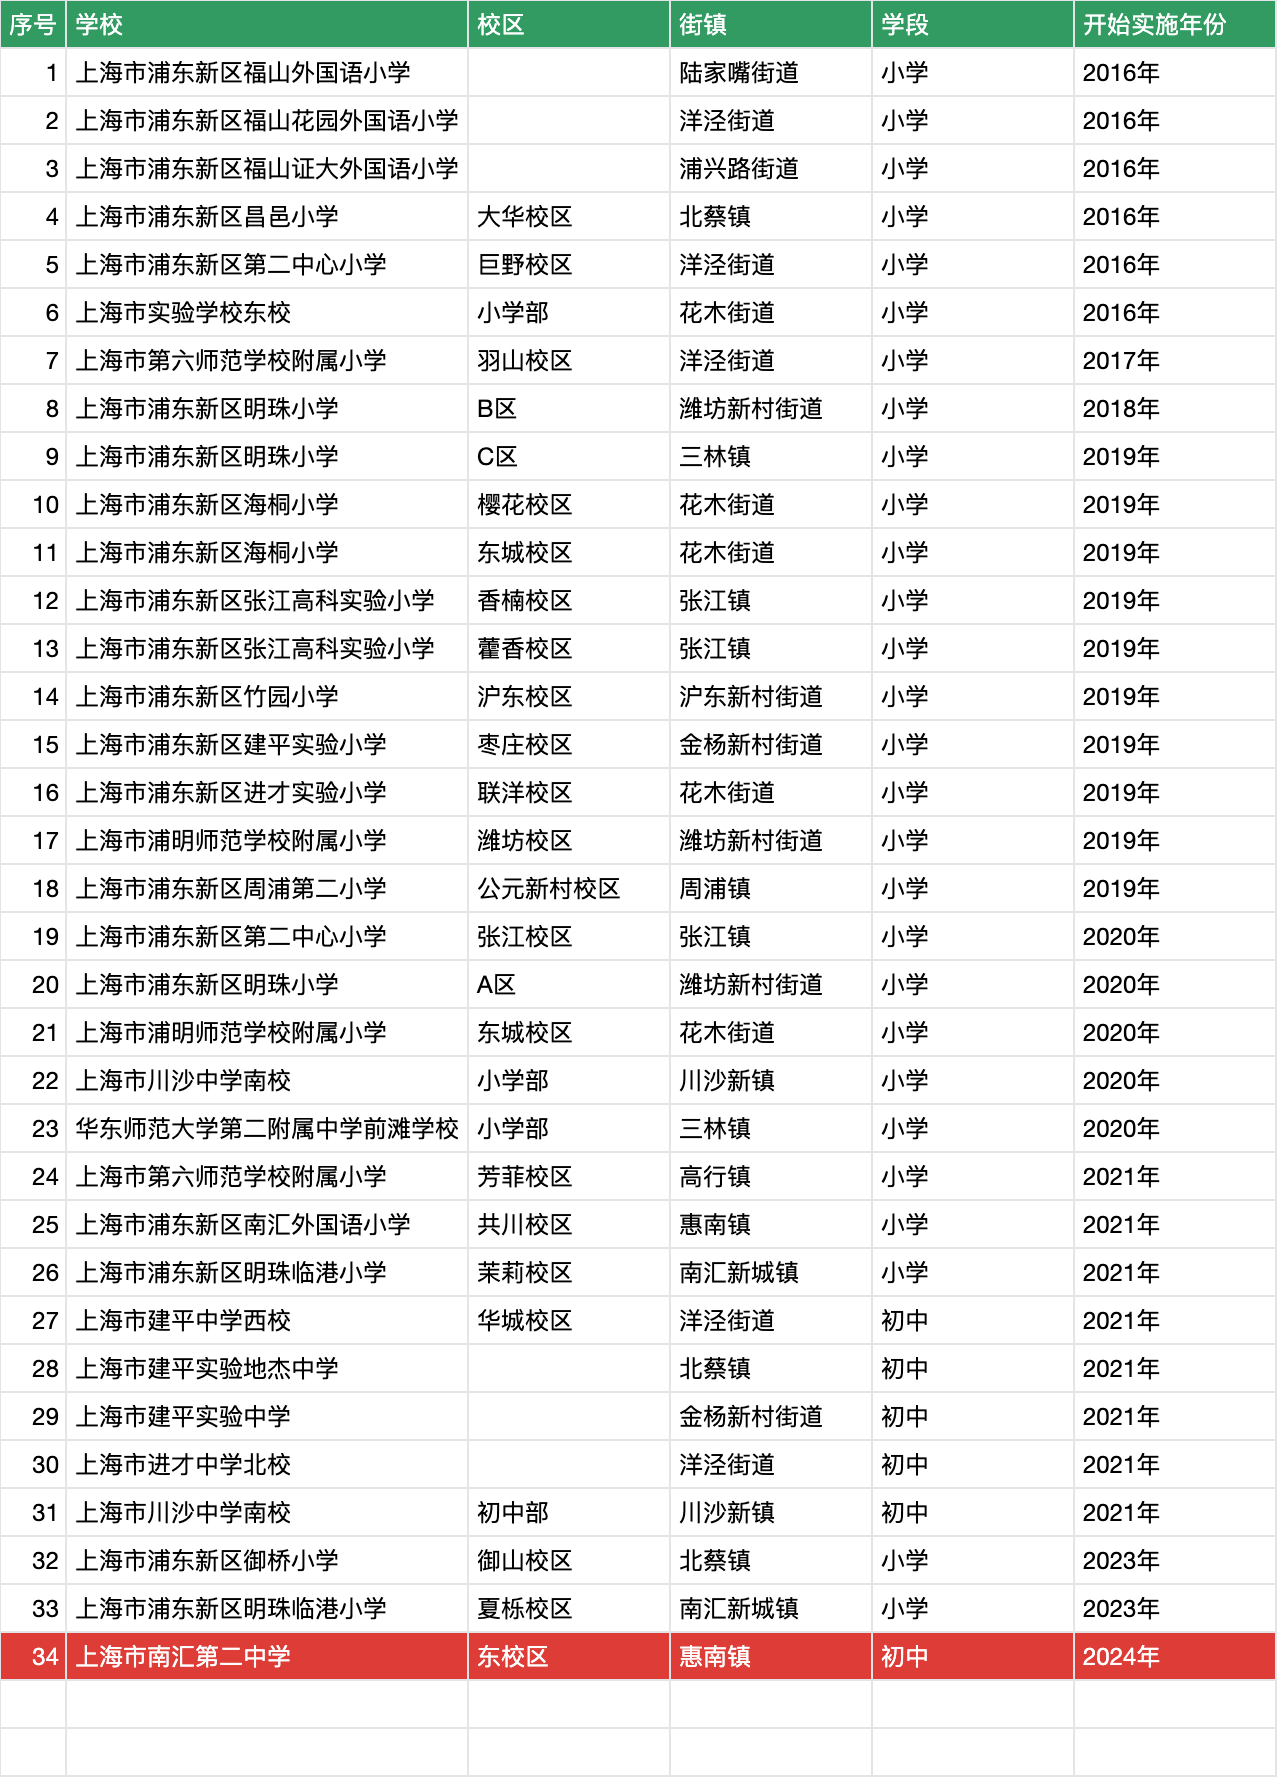 序号 学校 校区 街镇 学段 开始实施年份
1 上海市浦东新区福山外国语小学 陆家嘴街道 小学 2016年
2 上海市浦东新区福山花园外国语小学 洋泾街道 小学 2016年
3 上海市浦东新区福山证大外国语小学 浦兴路街道 小学 2016年
4 上海市浦东新区昌邑小学 大华校区 北蔡镇 小学 2016年
5 上海市浦东新区第二中心小学 巨野校区 洋泾街道 小学 2016年
6 上海市实验学校东校 小学部 花木街道 小学 2016年
7 上海市第六师范学校附属小学 羽山校区 洋泾街道 小学 2017年
8 上海市浦东新区明珠小学 B区 潍坊新村街道 小学 2018年
9 上海市浦东新区明珠小学 C区 三林镇 小学 2019年
10 上海市浦东新区海桐小学 樱花校区 花木街道 小学 2019年
11 上海市浦东新区海桐小学 东城校区 花木街道 小学 2019年
12 上海市浦东新区张江高科实验小学 香楠校区 张江镇 小学 2019年
13 上海市浦东新区张江高科实验小学 藿香校区 张江镇 小学 2019年
14 上海市浦东新区竹园小学 沪东校区 沪东新村街道 小学 2019年
15 上海市浦东新区建平实验小学 枣庄校区 金杨新村街道 小学 2019年
16 上海市浦东新区进才实验小学 联洋校区 花木街道 小学 2019年
17 上海市浦明师范学校附属小学 潍坊校区 潍坊新村街道 小学 2019年
18 上海市浦东新区周浦第二小学 公元新村校区 周浦镇 小学 2019年
19 上海市浦东新区第二中心小学 张江校区 张江镇 小学 2020年
20 上海市浦东新区明珠小学 A区 潍坊新村街道 小学 2020年
21 上海市浦明师范学校附属小学 东城校区 花木街道 小学 2020年
22 上海市川沙中学南校 小学部 川沙新镇 小学 2020年
23 华东师范大学第二附属中学前滩学校 小学部 三林镇 小学 2020年
24 上海市第六师范学校附属小学 芳菲校区 高行镇 小学 2021年
25 上海市浦东新区南汇外国语小学 共川校区 惠南镇 小学 2021年
26 上海市浦东新区明珠临港小学 茉莉校区 南汇新城镇 小学 2021年
27 上海市建平中学西校 华城校区 洋泾街道 初中 2021年
28 上海市建平实验地杰中学 北蔡镇 初中 2021年
29 上海市建平实验中学 金杨新村街道 初中 2021年
30 上海市进才中学北校 洋泾街道 初中 2021年
31 上海市川沙中学南校 初中部 川沙新镇 初中 2021年
32 上海市浦东新区御桥小学 御山校区 北蔡镇 小学 2023年
33 上海市浦东新区明珠临港小学 夏栎校区 南汇新城镇 小学 2023年
34 上海市南汇第二中学 东校区 惠南镇 初中 2024年